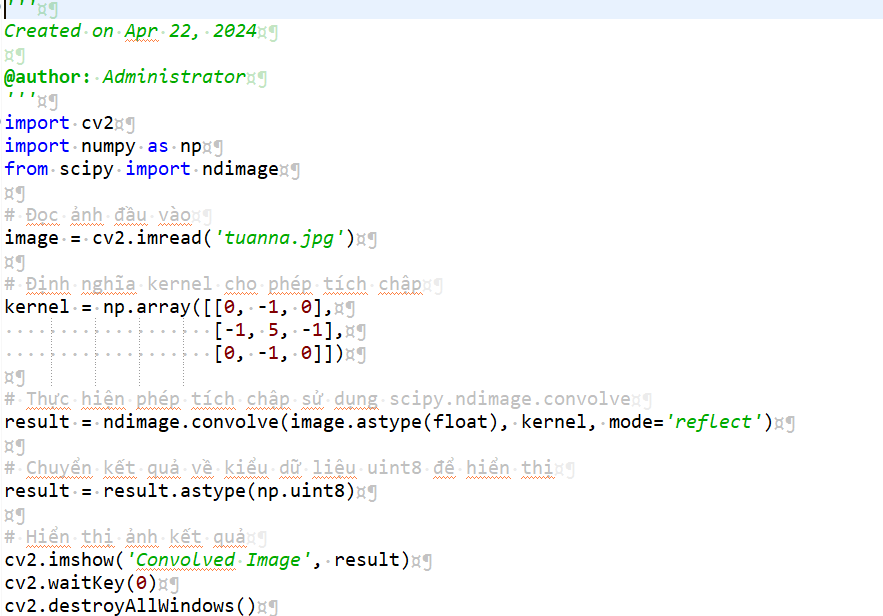 '''
Created on Apr 22, 2024

@author: Administrator
'''
import cv2
import numpy as np
from scipy import ndimage

# Đọc ảnh đầu vào
image = cv2.imread('tuanna.jpg')

# Định nghĩa kernel cho phép tích chập
kernel = np.array([[0, -1, 0],
                   [-1, 5, -1],
                   [0, -1, 0]])

# Thực hiện phép tích chập sử dụng scipy.ndimage.convolve
result = ndimage.convolve(image.astype(float), kernel, mode='reflect')

# Chuyển kết quả về kiểu dữ liệu uint8 để hiển thị
result = result.astype(np.uint8)

# Hiển thị ảnh kết quả
cv2.imshow('Convolved Image', result)
cv2.waitKey(0)
cv2.destroyAllWindows()